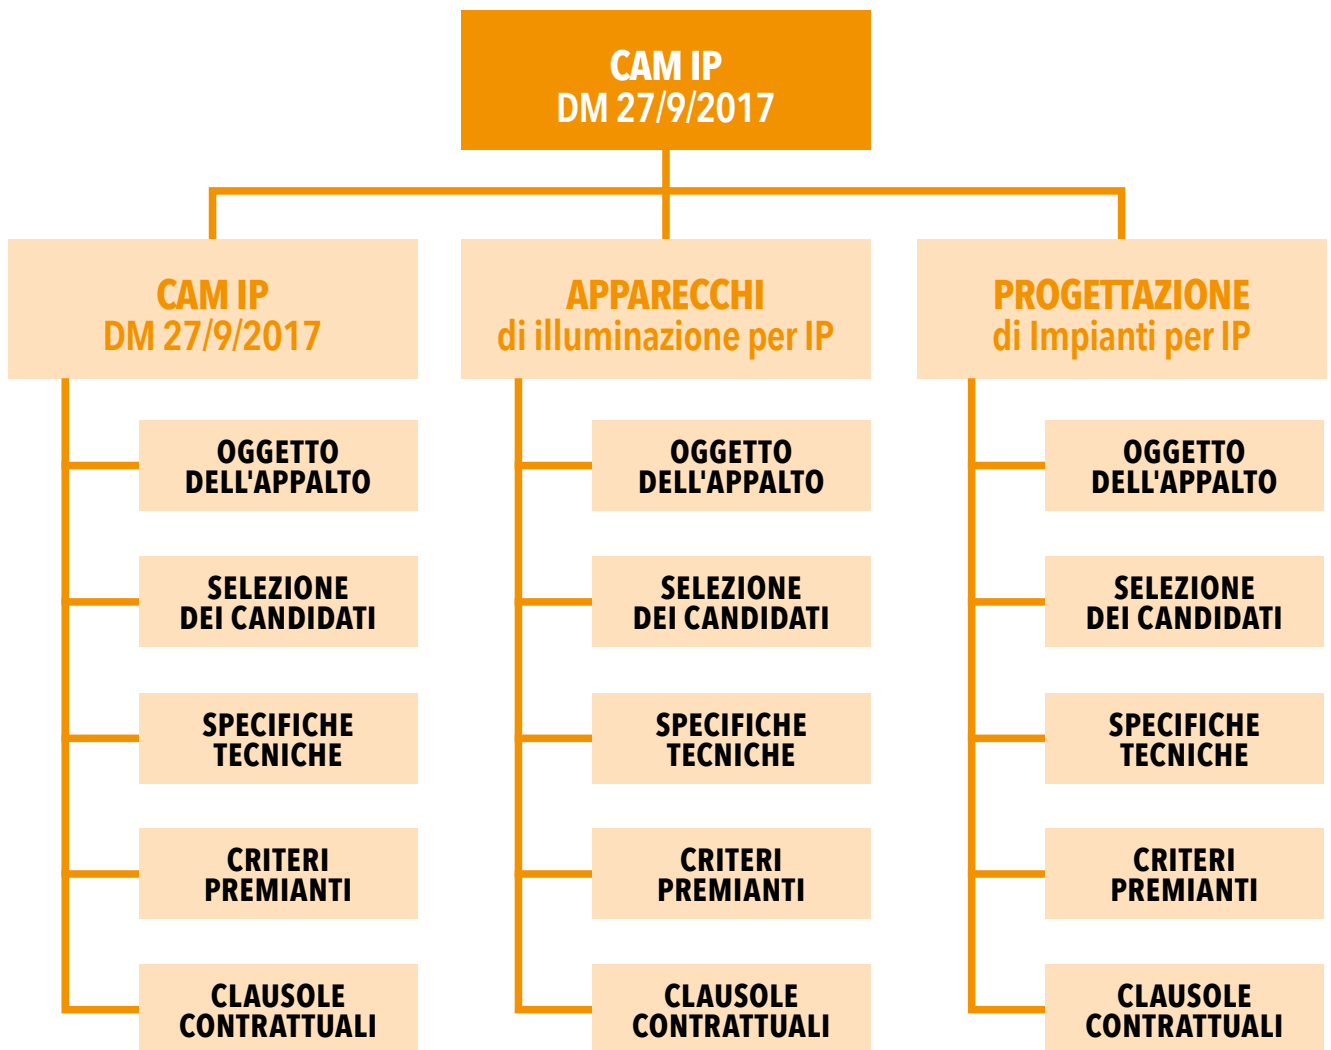 CAM IP
DM 27/9/2017
CAM IP
DM 27/9/2017
OGGETTO
DELL'APPALTO
SELEZIONE
DEI CANDIDATI
SPECIFICHE
TECNICHE
CRITERI
PREMIANTI
CLAUSOLE
CONTRATTUALI
APPARECCHI
di illuminazione per IP
OGGETTO
DELL'APPALTO
SELEZIONE
DEI CANDIDATI
SPECIFICHE
TECNICHE
CRITERI
PREMIANTI
CLAUSOLE
CONTRATTUALI
PROGETTAZIONE
di Impianti per IP
OGGETTO
DELL'APPALTO
SELEZIONE
DEI CANDIDATI
SPECIFICHE
TECNICHE
CRITERI
PREMIANTI
CLAUSOLE
CONTRATTUALI